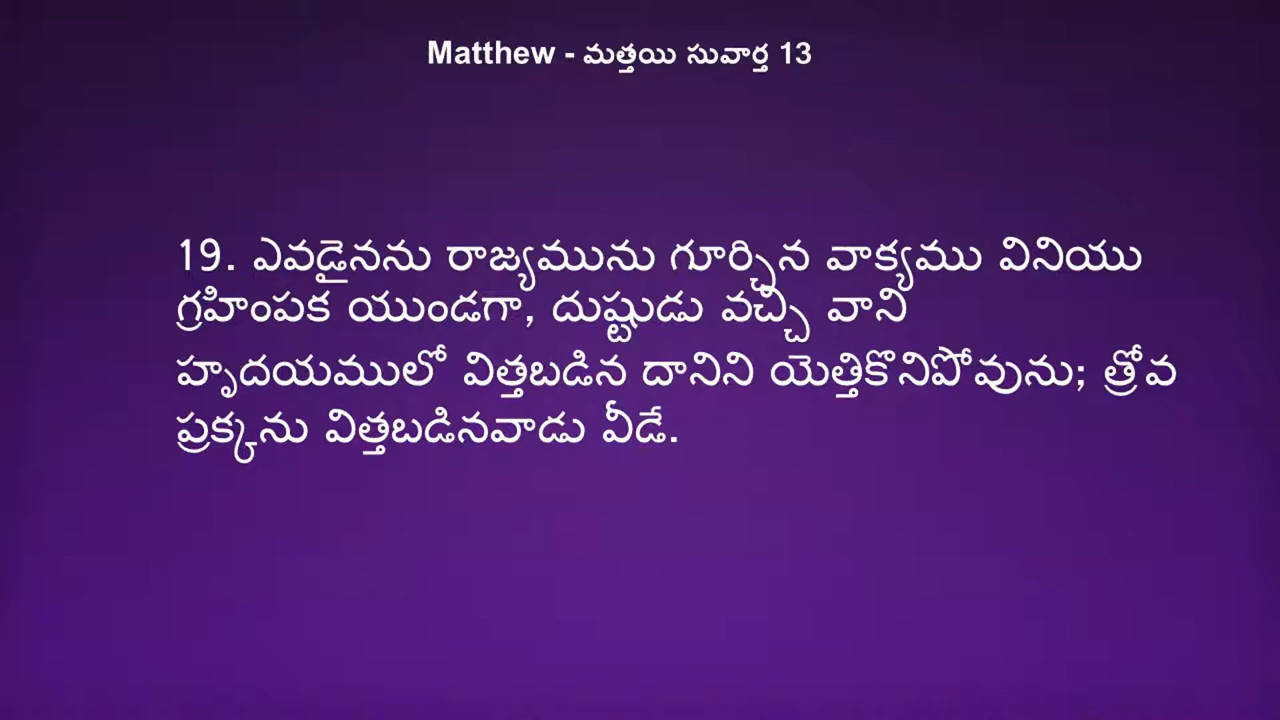 Matthew - మత్తయి సువార్త 13
19. ఎవడైనను రాజ్యమును గూర్చిన వాక్యము వినియు
గ్రహింపక యుండగా, దుష్టుడు వచ్చి వాని
హృదయములో విత్తబడిన దానిని యెత్తికొనిపోవును; త్రోవ
ప్రక్కను విత్తబడినవాడు వీడే.